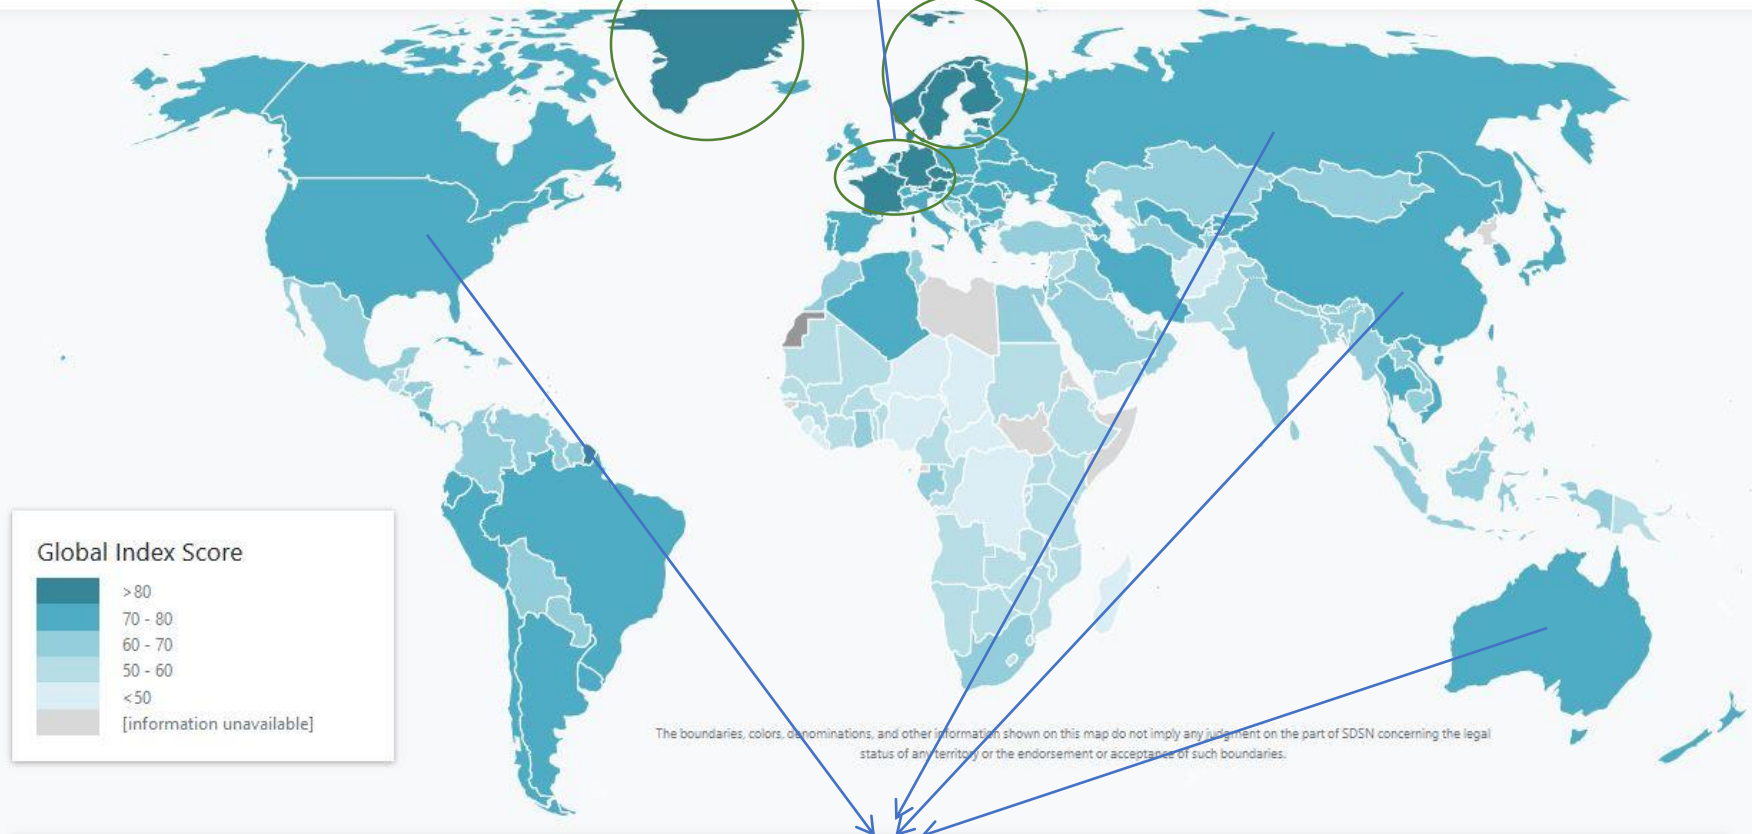 Global Index Score
>80
70 - 80
60 - 70
50 - 60
<50
[information unavailable]
The boundaries, colors, denominations, and other information shown on this map do not imply any judgment on the part of SDSN concerning the legal
status of any territory or the endorsement or acceptance of such boundaries.